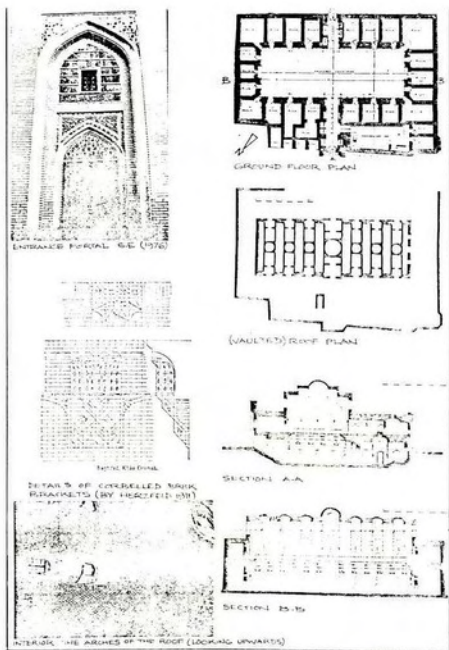 ENTRANCE PORTAL S.E (1976)
DETAILS OF CORBELLED BRICK
BRACKETS (BY HERZFELD 1911)
INTERIOR THE ARCHES OF THE ROOF (LOOKING UPWARDS)
GROUND FLOOR PLAN
B
B
(VAULTED) ROOF PLAN
SECTION A-A
SECTION B-B